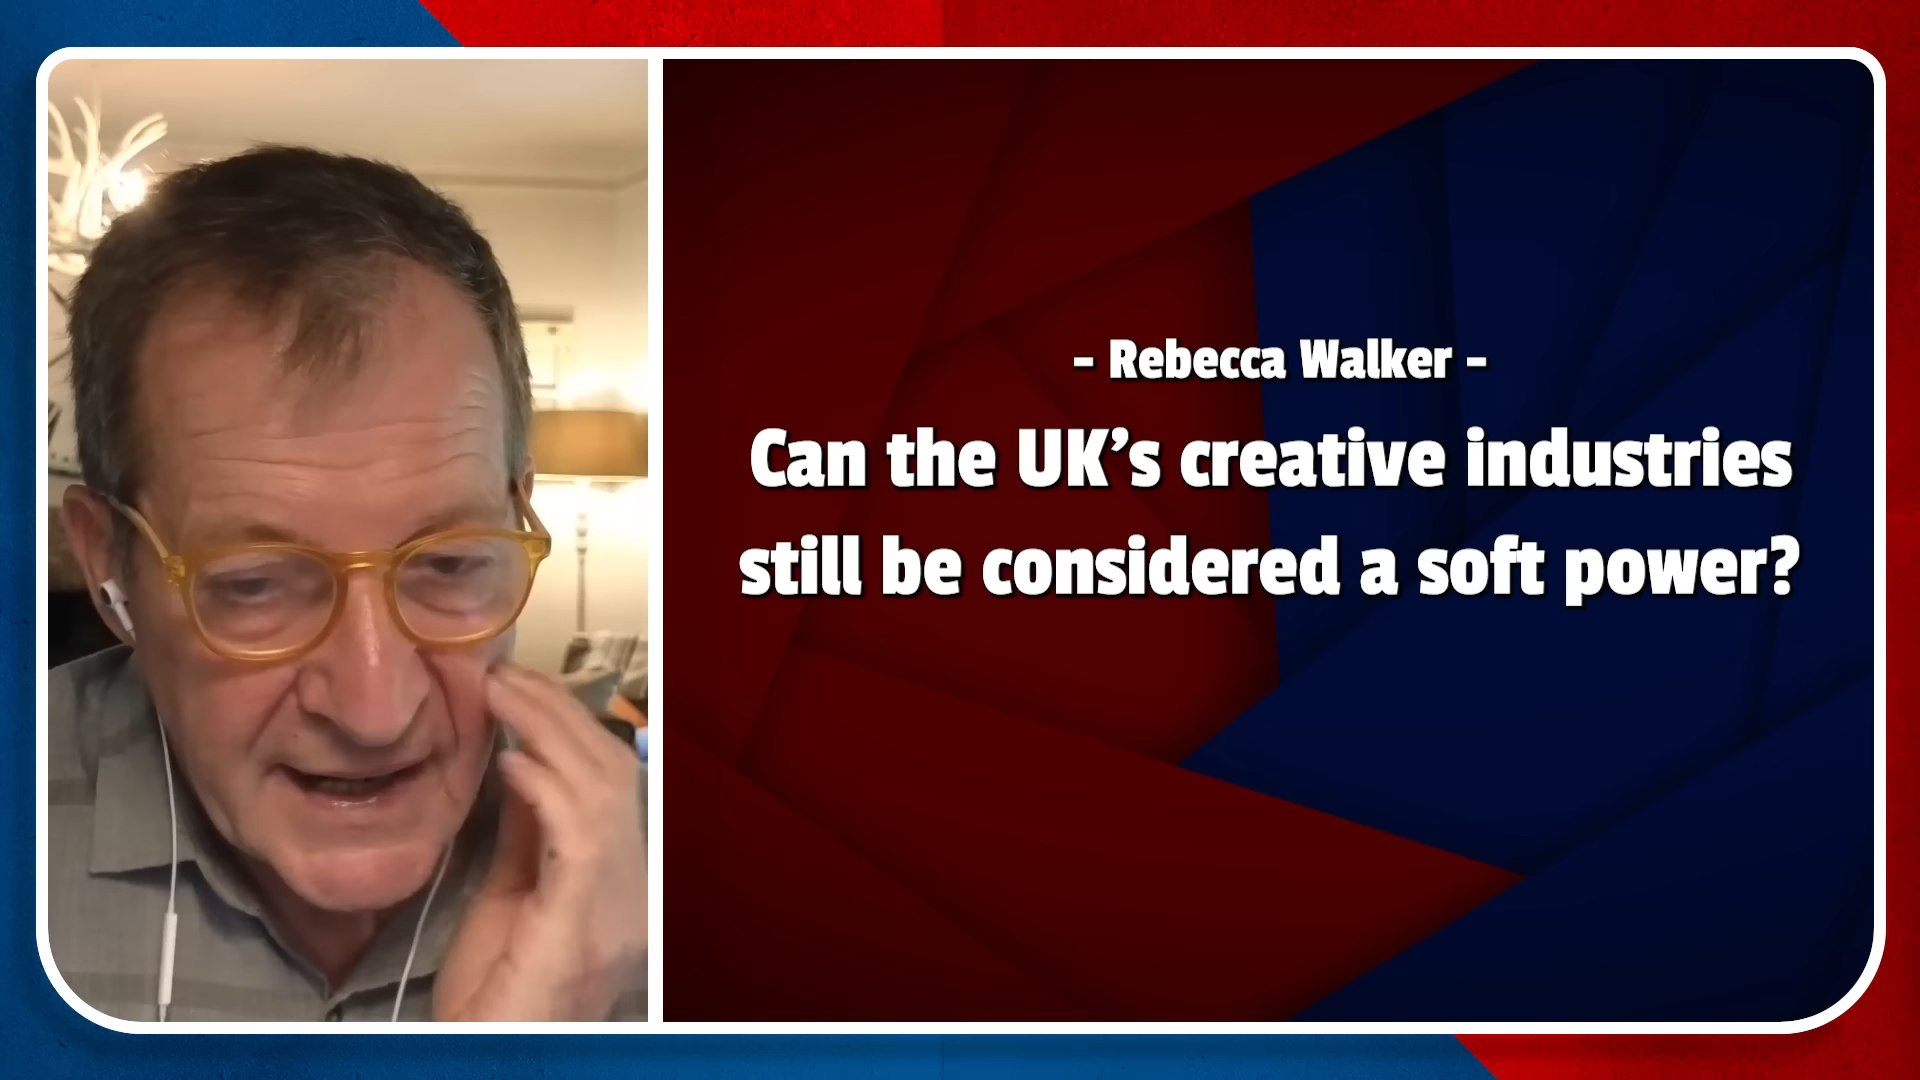 - Rebecca Walker -
Can the UK’s creative industries
still be considered a soft power?